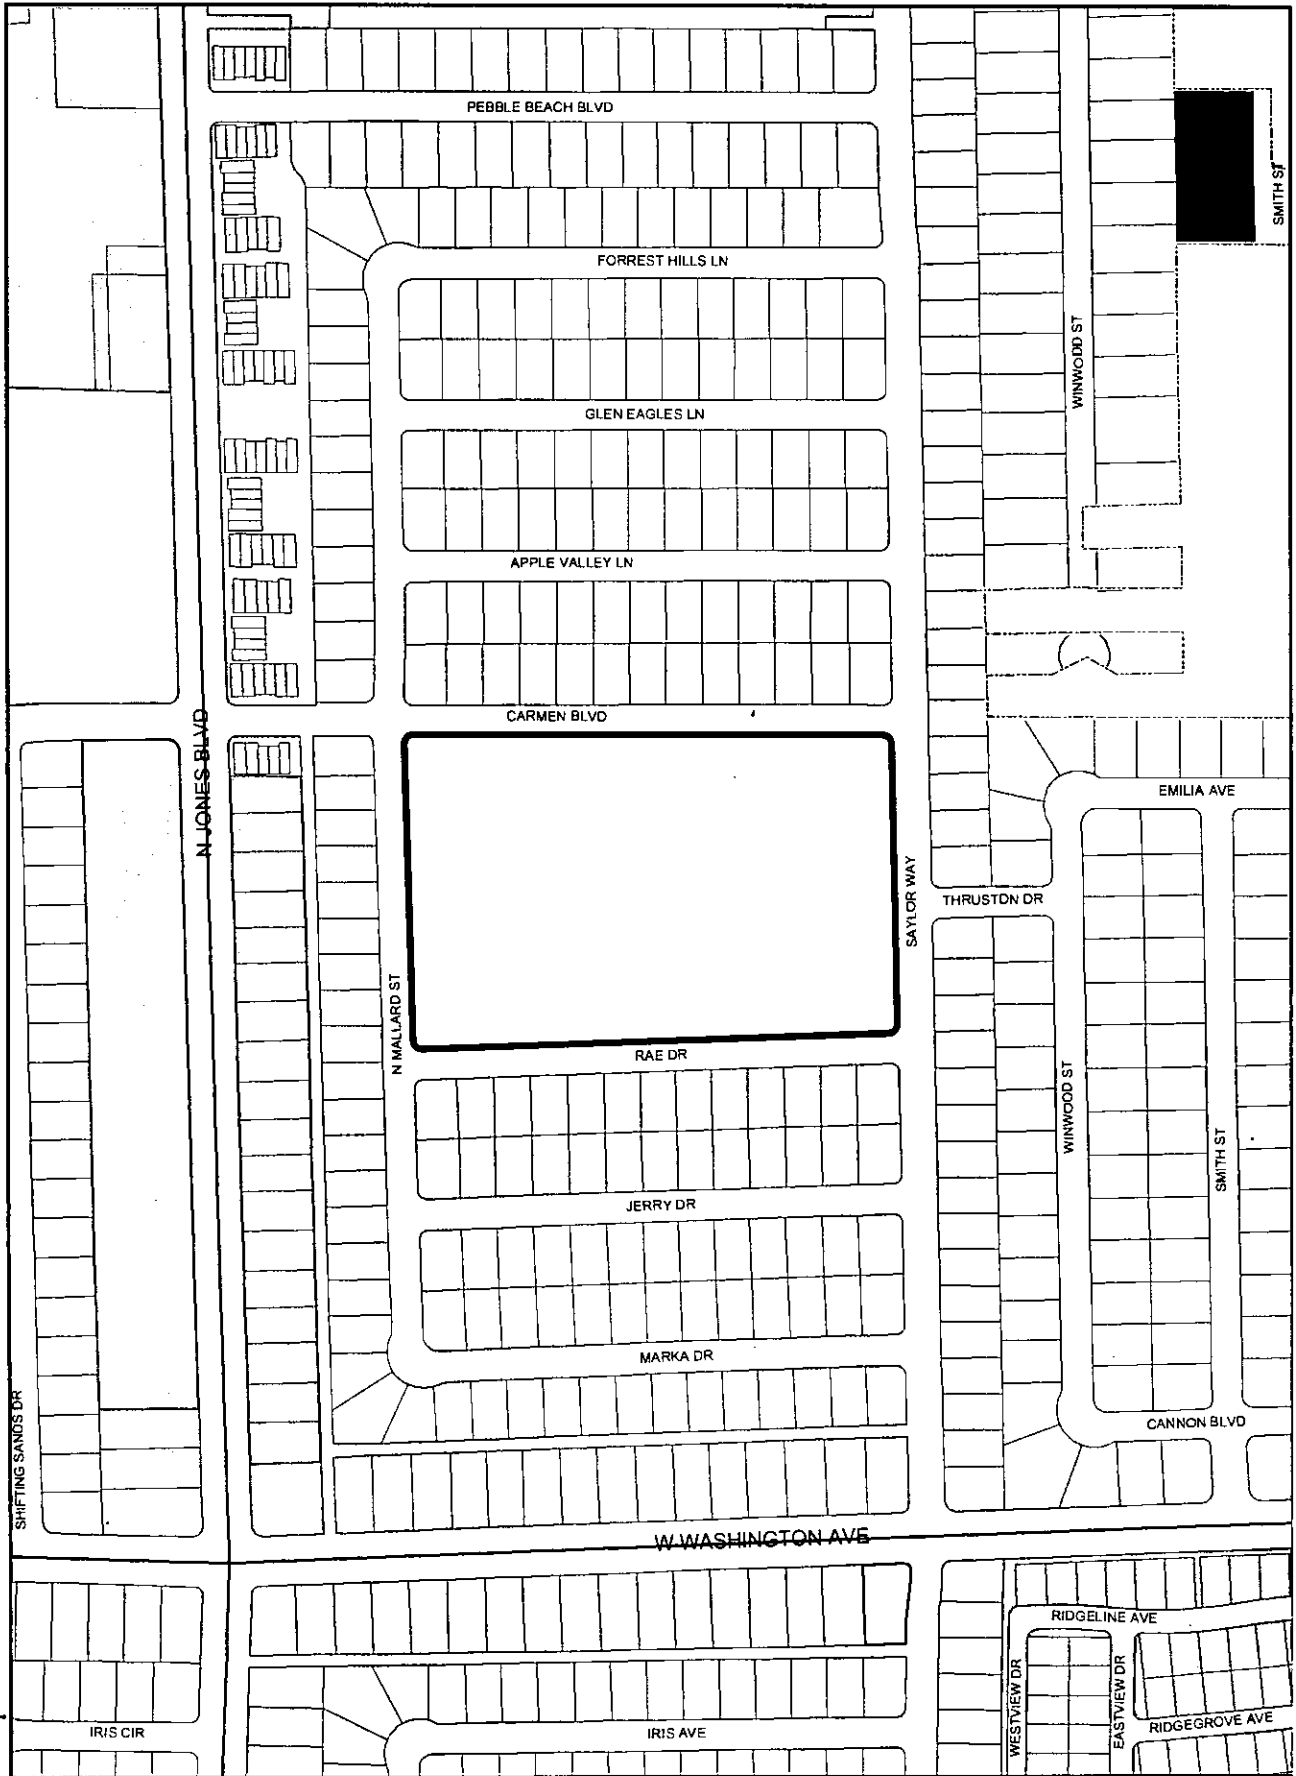 PEBBLE BEACH BLVD
SMITH ST
FORREST HILLS LN
WINWOOD ST
GLEN EAGLES LN
APPLE VALLEY LN
CARMEN BLVD
N JONES BLVD
EMILIA AVE
SAYLOR WAY
THRUSTON DR
N MALLARD ST
RAE DR
WINWOOD ST
SMITH ST
JERRY DR
MARKA DR
SHIFTING SANDS DR
CANNON BLVD
W WASHINGTON AVE
RIDGELINE AVE
WESTVIEW DR
EASTVIEW DR
IRIS CIR
IRIS AVE
RIDGEGROVE AVE